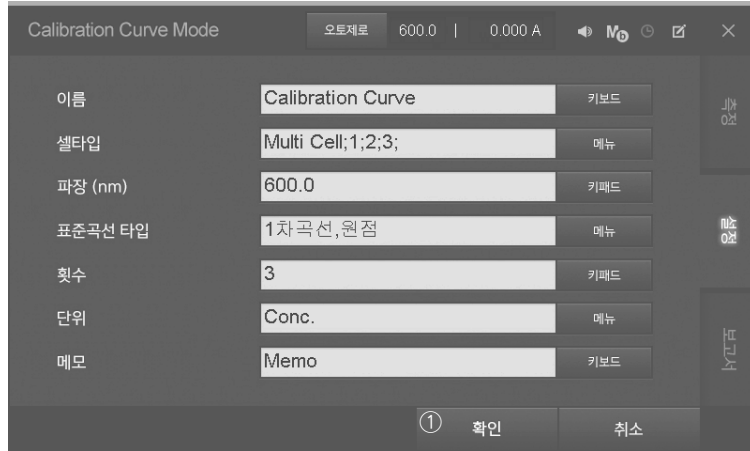 Calibration Curve Mode 오토제로 600.0 | 0.000 A
이름 Calibration Curve 키보드
셀타입 Multi Cell;1;2;3; 메뉴
파장 (nm) 600.0 키패드
표준곡선 타입 1차곡선,원점 메뉴
횟수 3 키패드
단위 Conc. 메뉴
메모 Memo 키보드
측정
설정
보고서
① 확인 취소